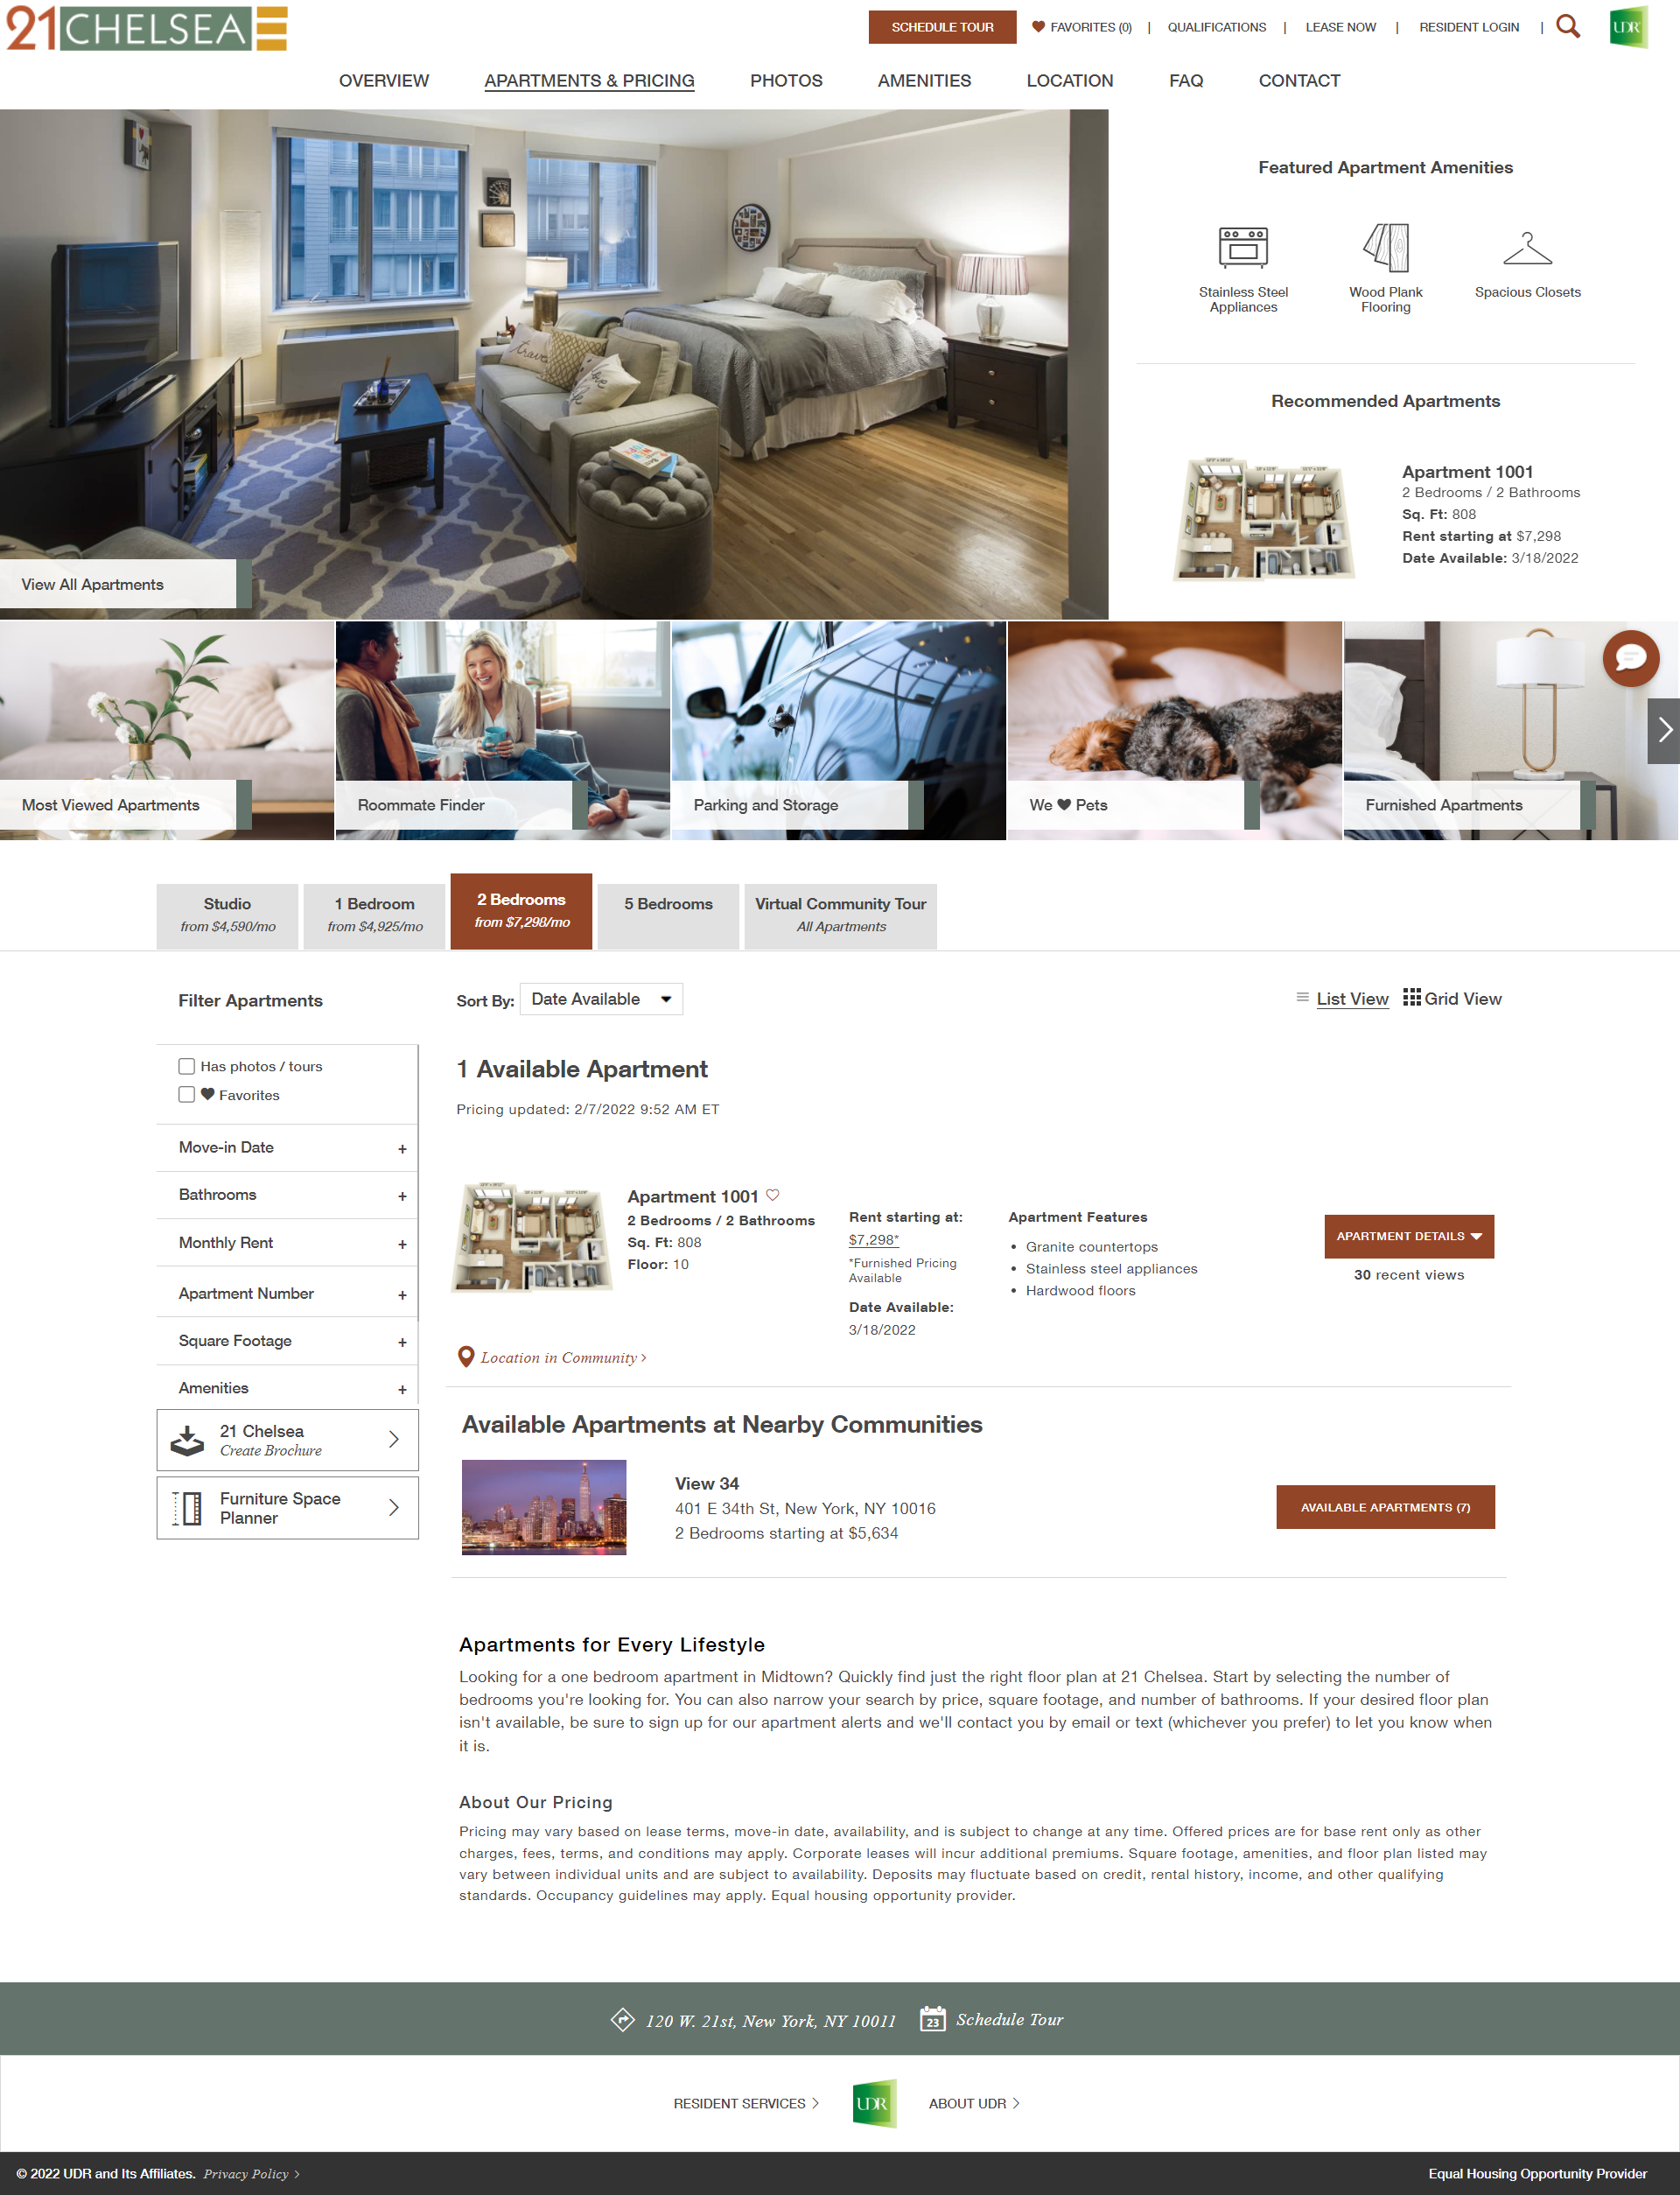 21 CHELSEA
SCHEDULE TOUR
FAVORITES (0) | QUALIFICATIONS | LEASE NOW | RESIDENT LOGIN |
UDR
OVERVIEW APARTMENTS & PRICING PHOTOS AMENITIES LOCATION FAQ CONTACT
Featured Apartment Amenities
Stainless Steel
Appliances
Wood Plank
Flooring
Spacious Closets
Recommended Apartments
Apartment 1001
2 Bedrooms / 2 Bathrooms
Sq. Ft: 808
Rent starting at $7,298
Date Available: 3/18/2022
travel
View All Apartments
Most Viewed Apartments
Roommate Finder
Parking and Storage
We ♥ Pets
Furnished Apartments
Studio
from $4,590/mo
1 Bedroom
from $4,925/mo
2 Bedrooms
from $7,298/mo
5 Bedrooms
Virtual Community Tour
All Apartments
Filter Apartments
Has photos / tours
♥ Favorites
Move-in Date +
Bathrooms +
Monthly Rent +
Apartment Number +
Square Footage +
Amenities +
21 Chelsea
Create Brochure
Furniture Space
Planner
Sort By: Date Available
List View Grid View
1 Available Apartment
Pricing updated: 2/7/2022 9:52 AM ET
Apartment 1001
2 Bedrooms / 2 Bathrooms
Sq. Ft: 808
Floor: 10
Rent starting at:
$7,298*
*Furnished Pricing
Available
Date Available:
3/18/2022
Apartment Features
• Granite countertops
• Stainless steel appliances
• Hardwood floors
APARTMENT DETAILS
30 recent views
Location in Community >
Available Apartments at Nearby Communities
View 34
401 E 34th St, New York, NY 10016
2 Bedrooms starting at $5,634
AVAILABLE APARTMENTS (7)
Apartments for Every Lifestyle
Looking for a one bedroom apartment in Midtown? Quickly find just the right floor plan at 21 Chelsea. Start by selecting the number of
bedrooms you're looking for. You can also narrow your search by price, square footage, and number of bathrooms. If your desired floor plan
isn't available, be sure to sign up for our apartment alerts and we'll contact you by email or text (whichever you prefer) to let you know when
it is.
About Our Pricing
Pricing may vary based on lease terms, move-in date, availability, and is subject to change at any time. Offered prices are for base rent only as other
charges, fees, terms, and conditions may apply. Corporate leases will incur additional premiums. Square footage, amenities, and floor plan listed may
vary between individual units and are subject to availability. Deposits may fluctuate based on credit, rental history, income, and other qualifying
standards. Occupancy guidelines may apply. Equal housing opportunity provider.
120 W. 21st, New York, NY 10011
23
Schedule Tour
RESIDENT SERVICES >
UDR
ABOUT UDR >
© 2022 UDR and Its Affiliates. Privacy Policy >
Equal Housing Opportunity Provider